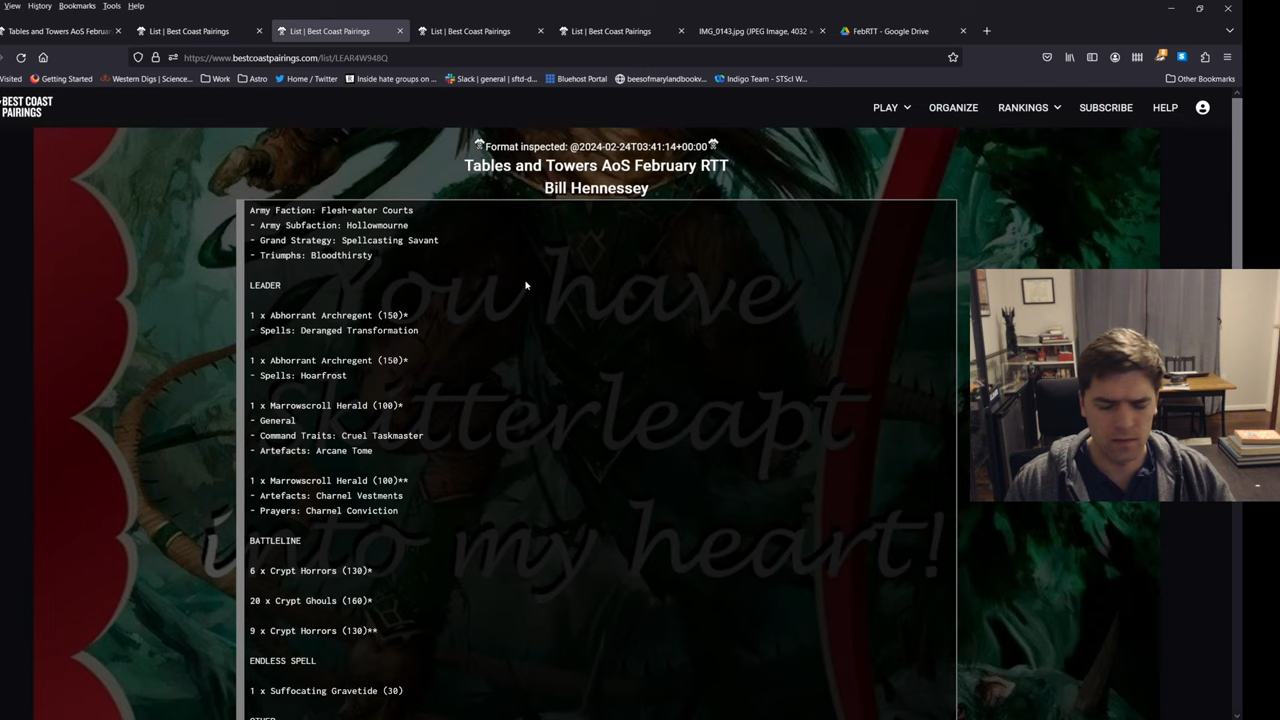 View History Bookmarks Tools Help
Tables and Towers AoS Februar
List | Best Coast Pairings
List | Best Coast Pairings
List | Best Coast Pairings
List | Best Coast Pairings
IMG_0143.jpg (JPEG Image, 4032 ×
FebRTT - Google Drive
https://www.bestcoastpairings.com/list/LEAR4W948Q
Visited
Getting Started
Western Digs | Science...
Work
Astro
Home / Twitter
Inside hate groups on ...
Slack | general | sftd-d...
Bluehost Portal
beesofmarylandbookv...
Indigo Team - STScI W...
Other Bookmarks
BEST COAST
PAIRINGS
PLAY
ORGANIZE
RANKINGS
SUBSCRIBE
HELP
Format inspected: @2024-02-24T03:41:14+00:00
Tables and Towers AoS February RTT
Bill Hennessey
Army Faction: Flesh-eater Courts
- Army Subfaction: Hollowmourne
- Grand Strategy: Spellcasting Savant
- Triumphs: Bloodthirsty
LEADER
1 x Abhorrant Archregent (150)*
- Spells: Deranged Transformation
1 x Abhorrant Archregent (150)*
- Spells: Hoarfrost
1 x Marrowscroll Herald (100)*
- General
- Command Traits: Cruel Taskmaster
- Artefacts: Arcane Tome
1 x Marrowscroll Herald (100)**
- Artefacts: Charnel Vestments
- Prayers: Charnel Conviction
BATTLELINE
6 x Crypt Horrors (130)*
20 x Crypt Ghouls (160)*
9 x Crypt Horrors (130)**
ENDLESS SPELL
1 x Suffocating Gravetide (30)
You have
into my heart!